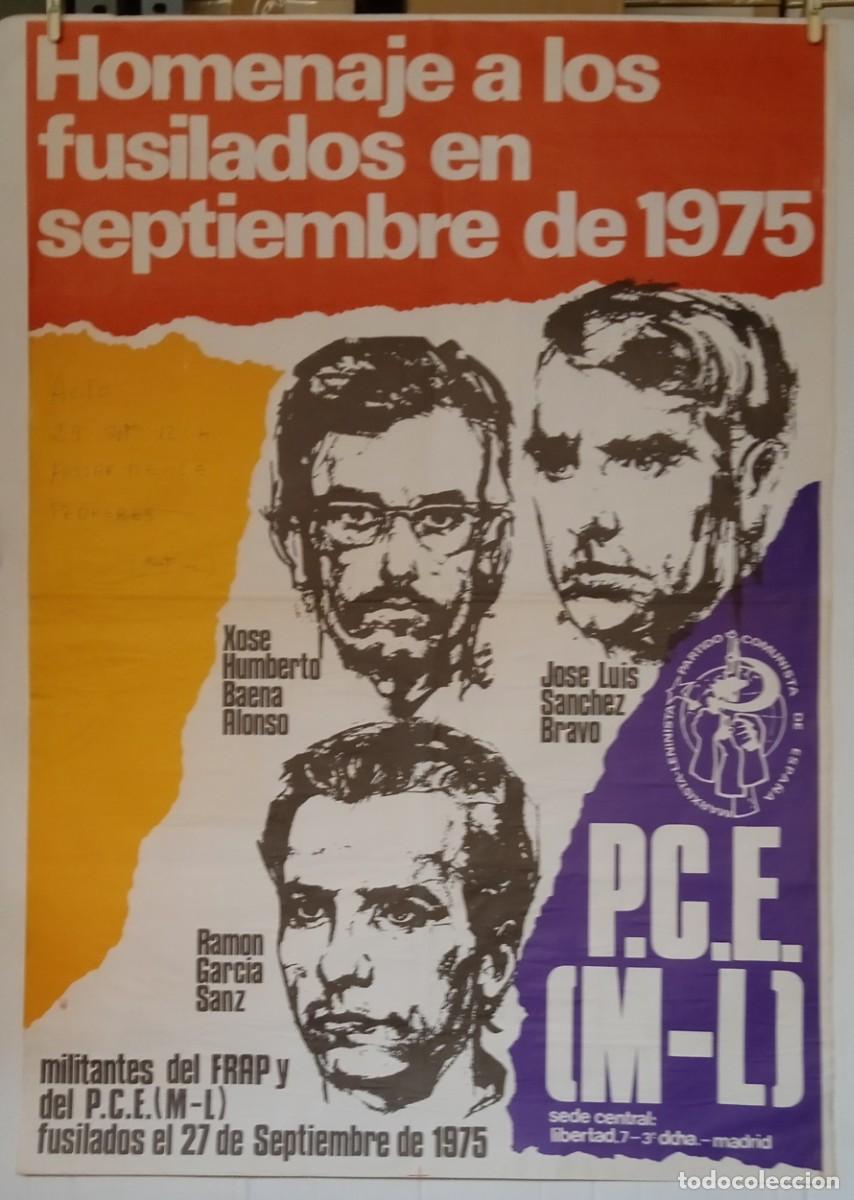 Homenaje a los
fusilados en
septiembre de 1975
Acto
Xose
Humberto
Baena
Alonso
Jose Luis
Sanchez
Bravo
PARTIDO COMUNISTA DE ESPAÑA
MARXISTA-LENINISTA
P.C.E.
(M-L)
Ramon
Garcia
Sanz
militantes del FRAP y
del P.C.E.(M-L)
fusilados el 27 de Septiembre de 1975
sede central:
libertad.7-3º dcha.-madrid
todocoleccion